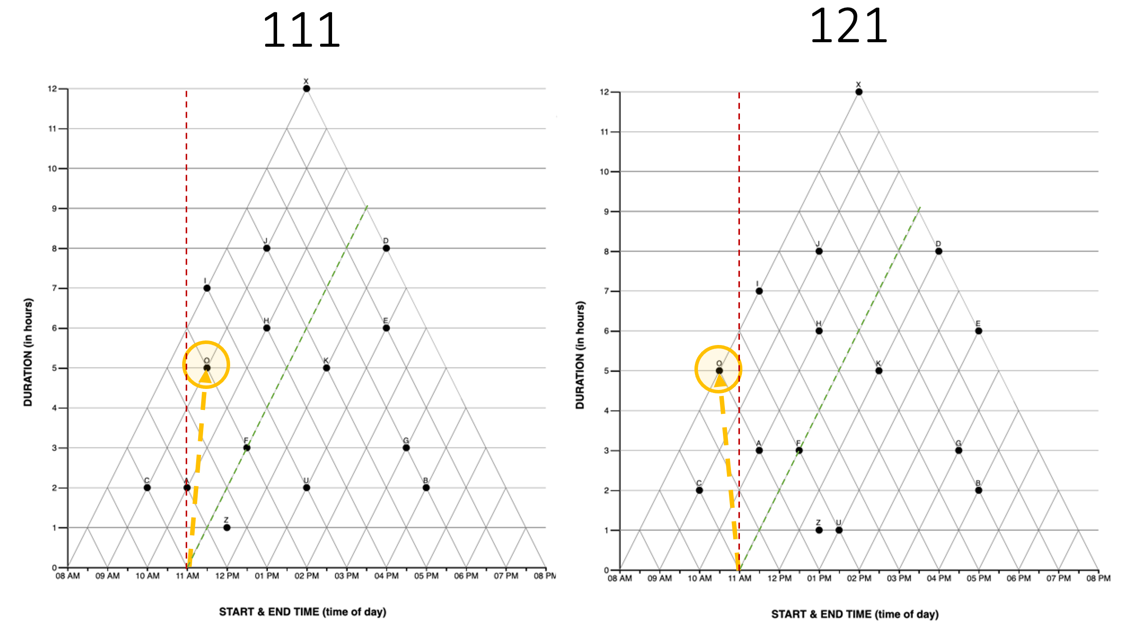 111
121
X
12
11
10
9
J
D
8
I
7
H
E
6
O
K
5
4
F
G
3
C
A
U
B
2
Z
1
0
08 AM 09 AM 10 AM 11 AM 12 PM 01 PM 02 PM 03 PM 04 PM 05 PM 06 PM 07 PM 08 PM
DURATION (in hours)
START & END TIME (time of day)
X
12
11
10
9
J
D
8
I
7
H
E
6
O
K
5
4
A
F
G
3
C
B
2
Z
U
1
0
08 AM 09 AM 10 AM 11 AM 12 PM 01 PM 02 PM 03 PM 04 PM 05 PM 06 PM 07 PM 08 PM
DURATION (in hours)
START & END TIME (time of day)